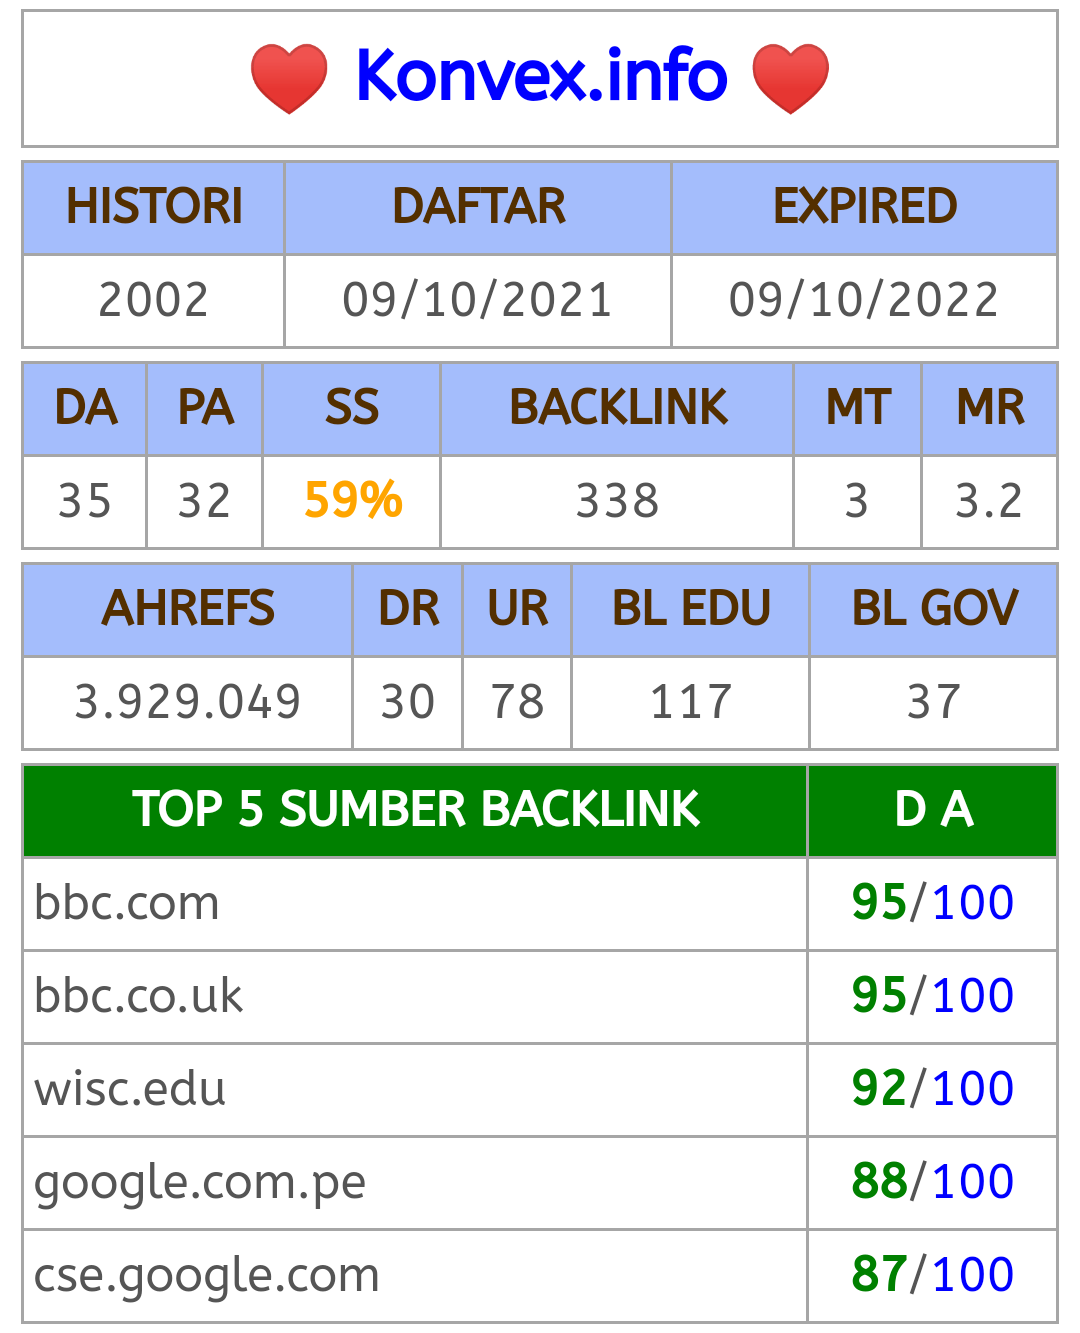 Konvex.info
HISTORI DAFTAR EXPIRED
2002 09/10/2021 09/10/2022
DA PA SS BACKLINK MT MR
35 32 59% 338 3 3.2
AHREFS DR UR BL EDU BL GOV
3.929.049 30 78 117 37
TOP 5 SUMBER BACKLINK D A
bbc.com 95/100
bbc.co.uk 95/100
wisc.edu 92/100
google.com.pe 88/100
cse.google.com 87/100